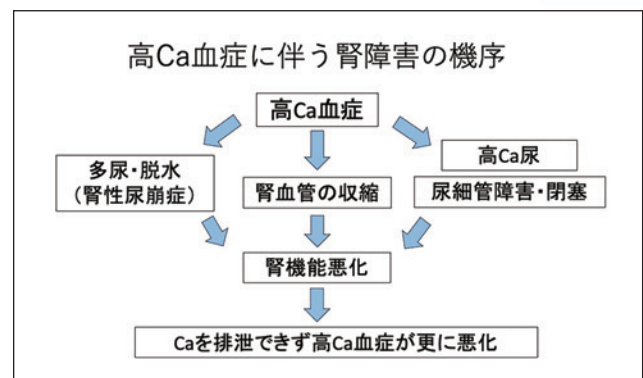 高Ca血症に伴う腎障害の機序
高Ca血症
多尿・脱水
（腎性尿崩症）
腎血管の収縮
高Ca尿
尿細管障害・閉塞
腎機能悪化
Caを排泄できず高Ca血症が更に悪化